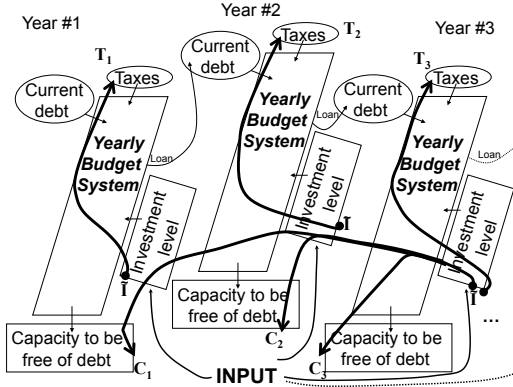 Year #1
Year #2
Year #3
T1
T2
T3
Taxes
Taxes
Taxes
Current
debt
Current
debt
Current
debt
Yearly
Budget
System
Yearly
Budget
System
Yearly
Budget
System
Loan
Loan
Loan
Investment
level
Investment
level
Investment
level
Ĩ
Ĩ
Ĩ
...
Capacity to be
free of debt
Capacity to be
free of debt
Capacity to be
free of debt
C1
C2
C3
INPUT